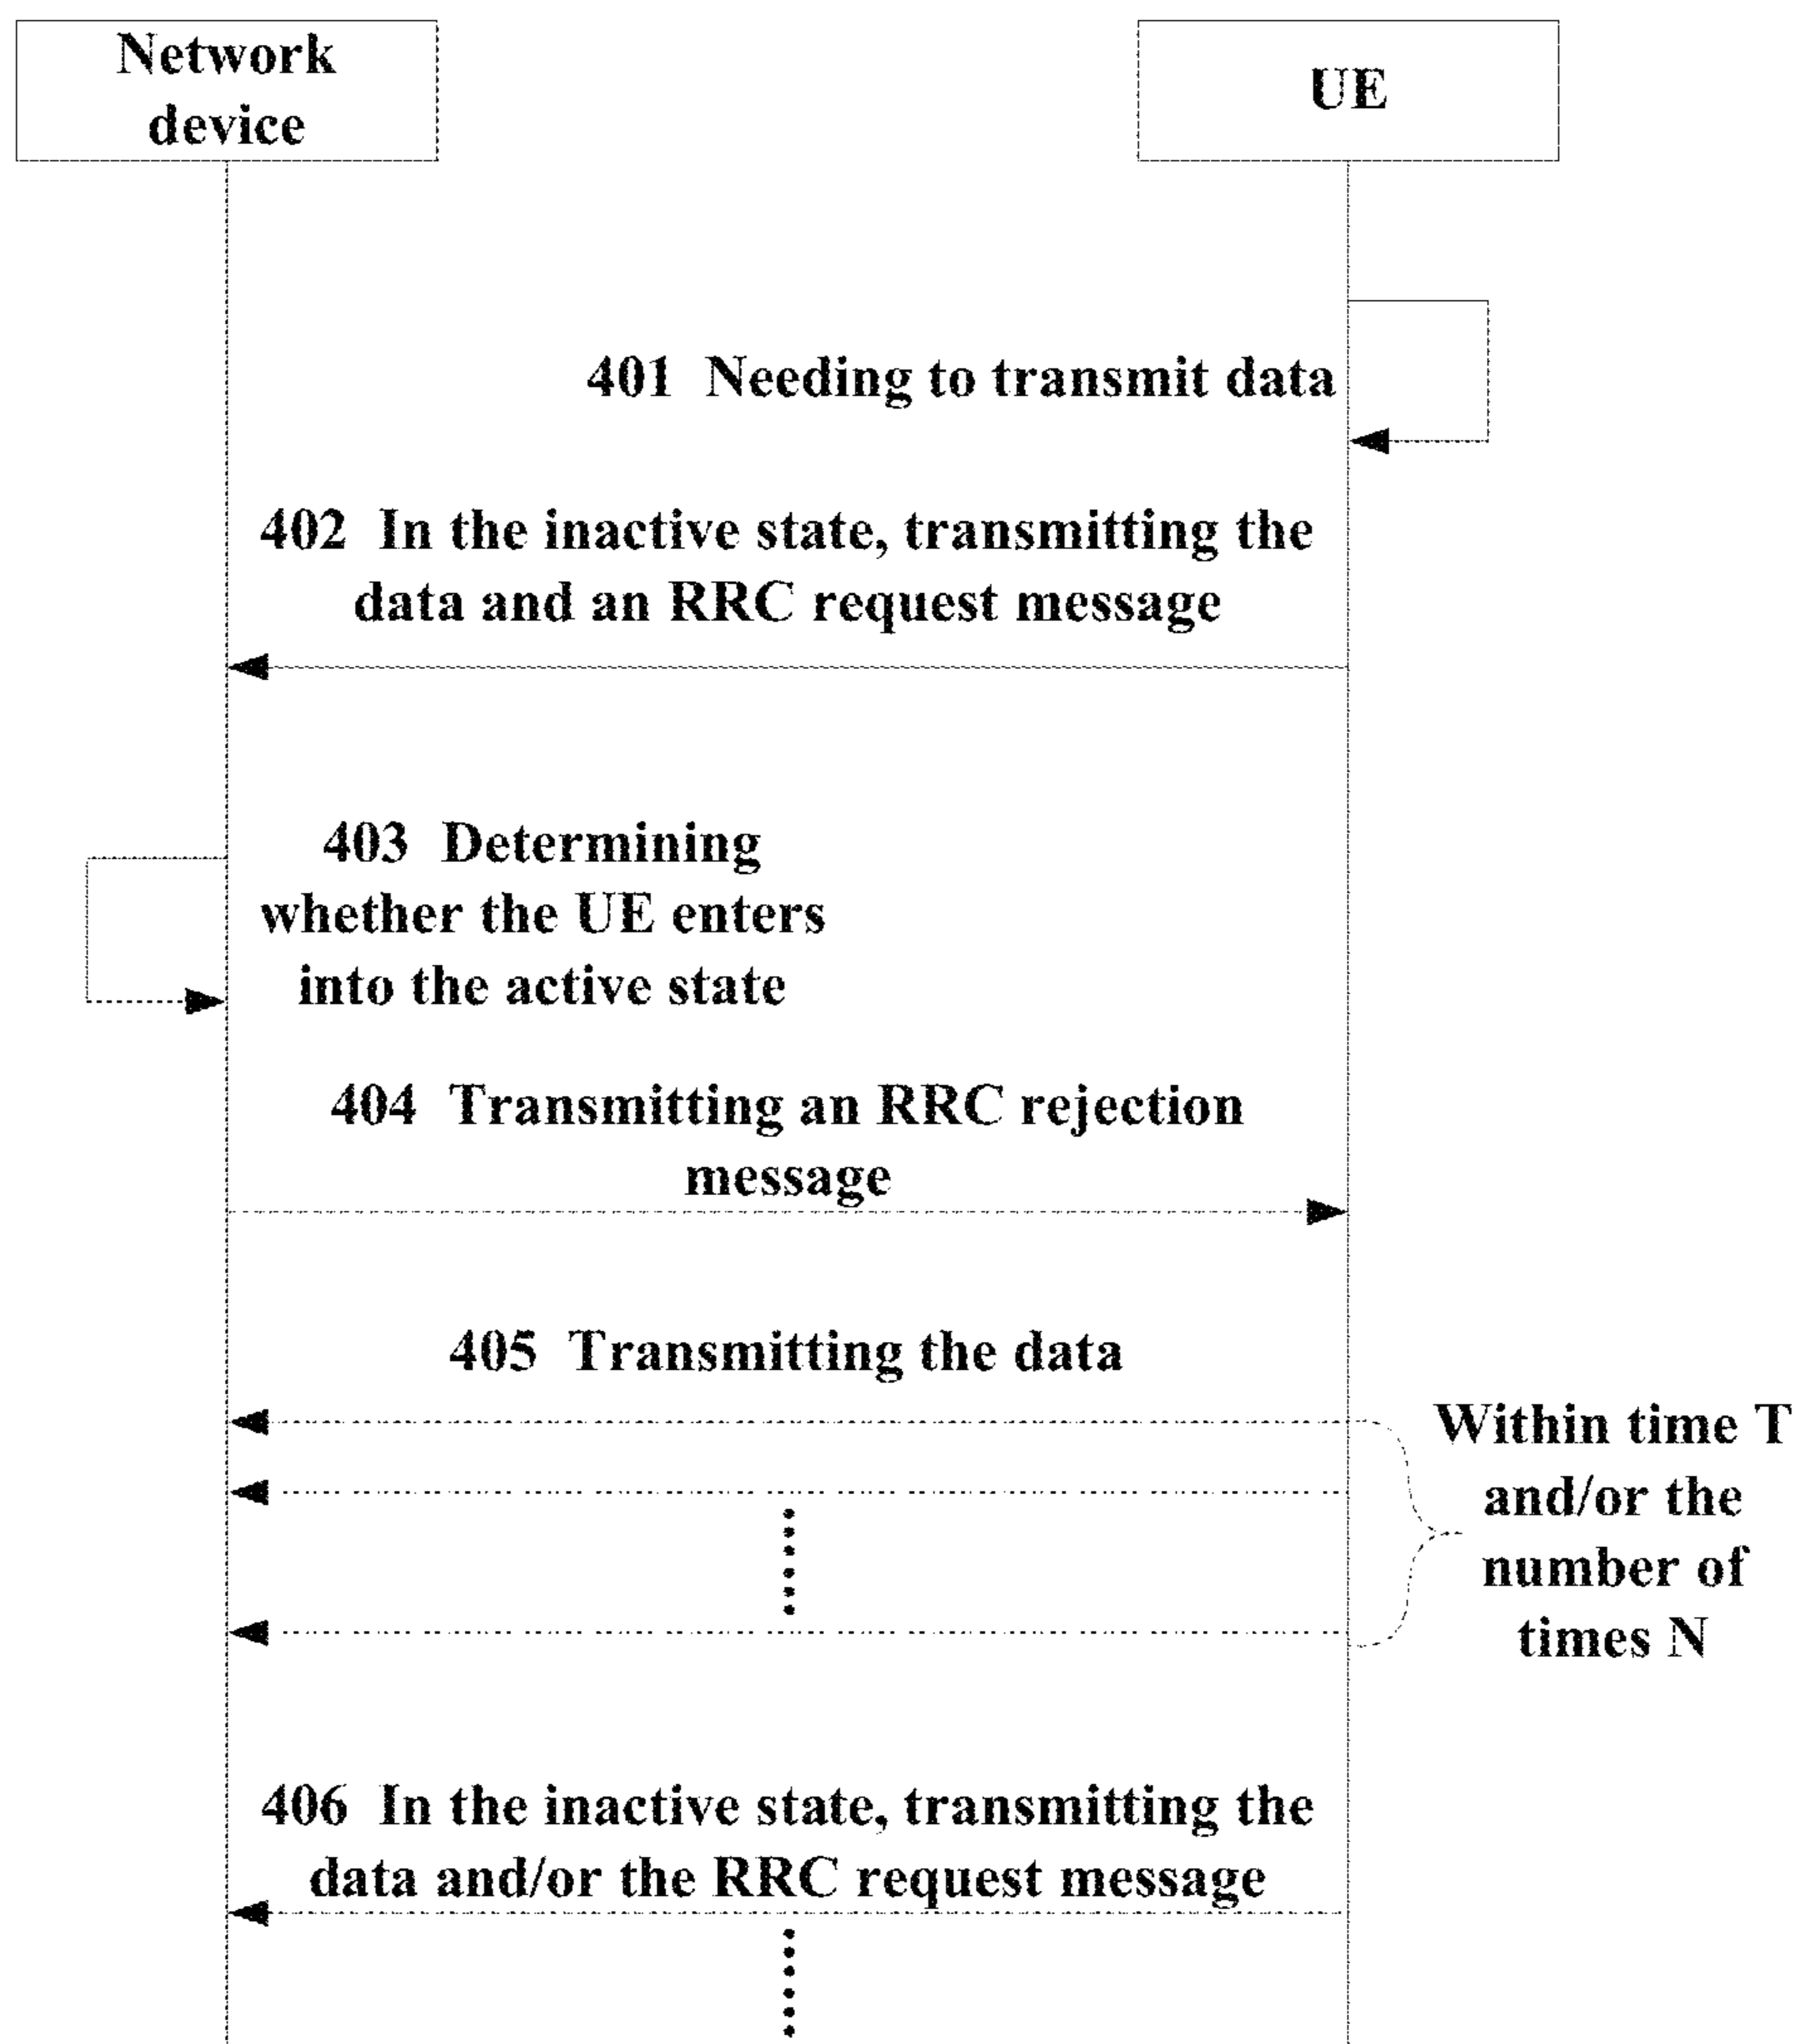 Network
device
UE
401 Needing to transmit data
402 In the inactive state, transmitting the
data and an RRC request message
403 Determining
whether the UE enters
into the active state
404 Transmitting an RRC rejection
message
405 Transmitting the data
Within time T
and/or the
number of
times N
406 In the inactive state, transmitting the
data and/or the RRC request message